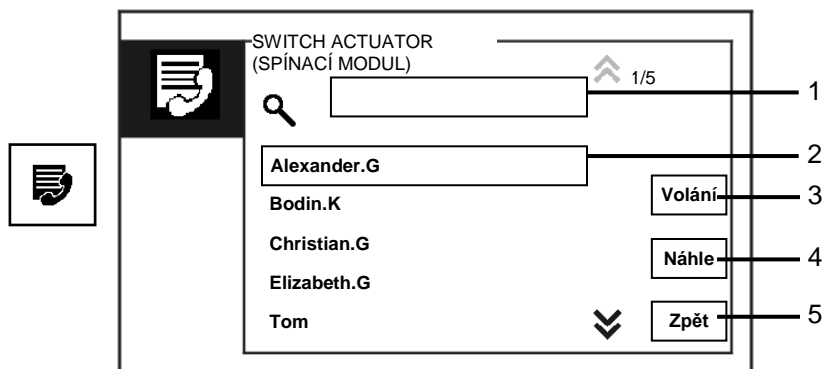 SWITCH ACTUATOR
(SPÍNACÍ MODUL)
1/5
1
Alexander.G
2
Bodin.K
Volání
3
Christian.G
Náhle
4
Elizabeth.G
Tom
Zpět
5